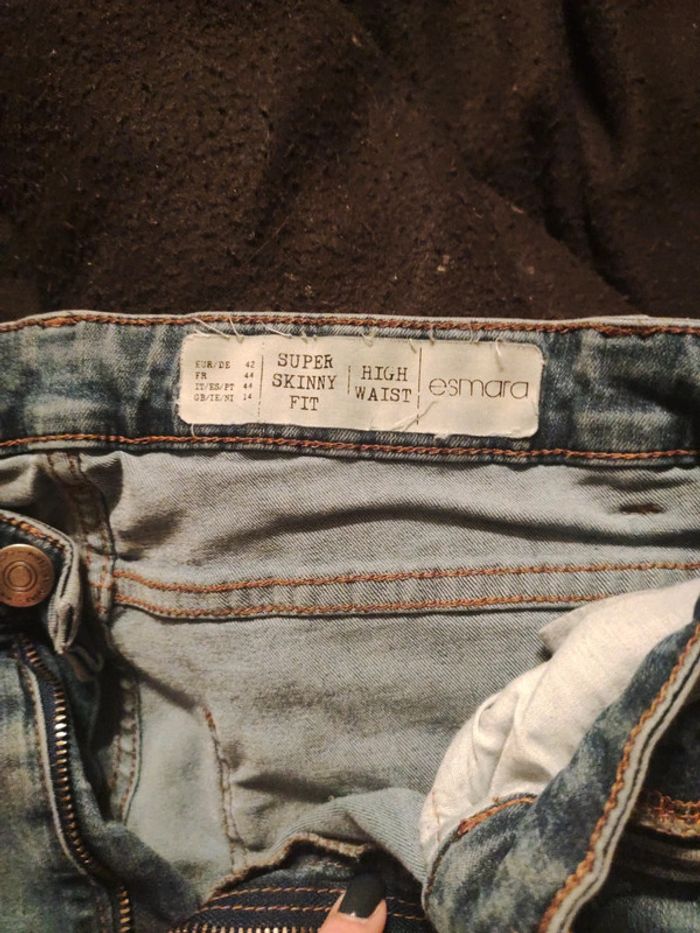 EUR/DE 42
FR 44
IT/ES/PT 44
GB/IE/NI 14
SUPER
SKINNY
FIT
HIGH
WAIST
esmara